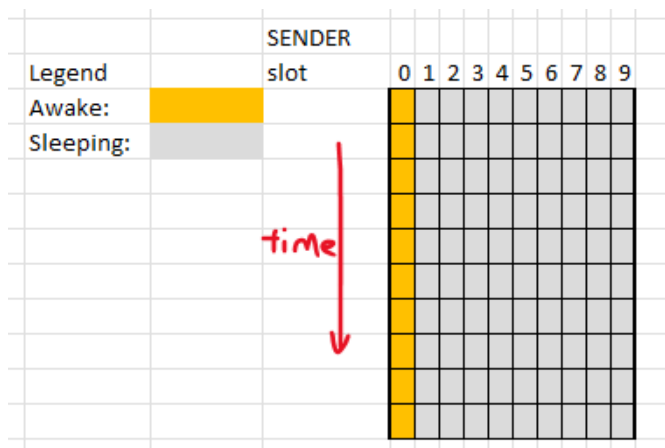 SENDER
Legend slot 0 1 2 3 4 5 6 7 8 9
Awake:
Sleeping:
time